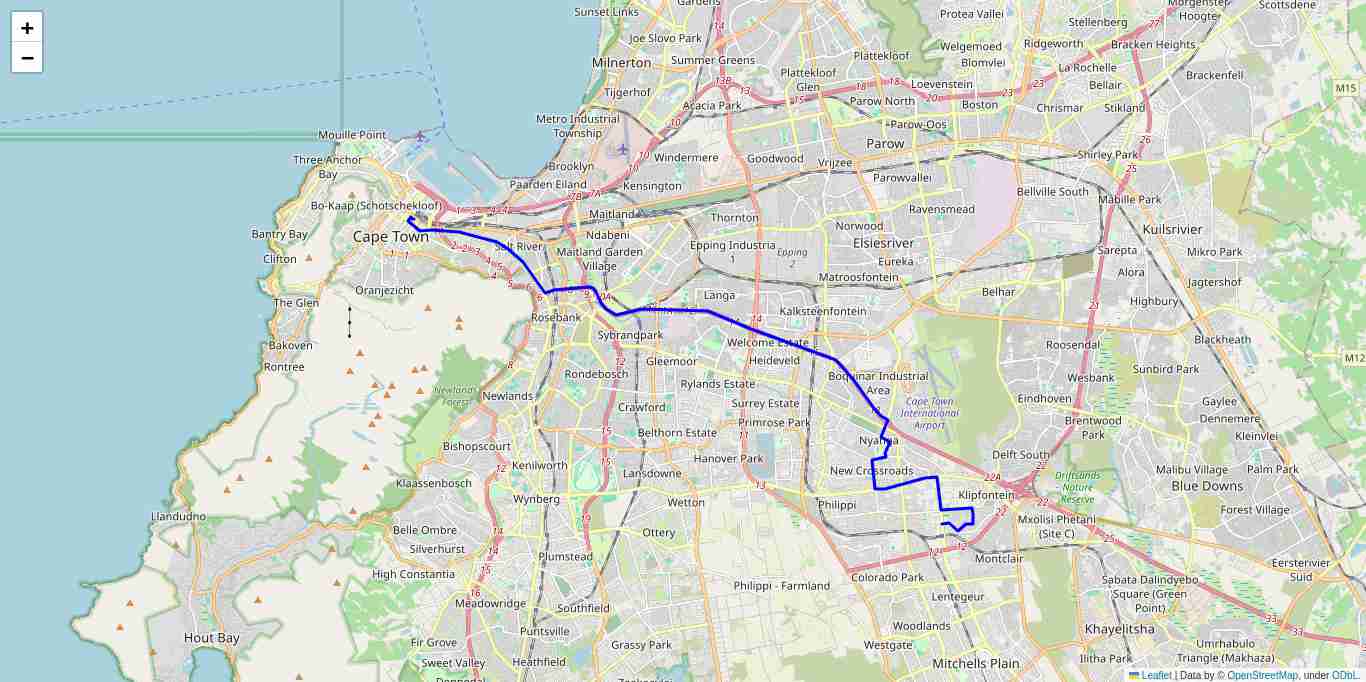 +
−
Sunset Links
Gardens
Morgenster
Hoogte
Scottsdene
Protea Vallei
Stellenberg
Joe Slovo Park
Welgemoed
Ridgeworth
Bracken Heights
Milnerton
Summer Greens
Plattekloof
Blomvlei
La Rochelle
Plattekloof
Glen
Loevenstein
Bellair
Brackenfell
M15
Tijgerhof
Acacia Park
Parow North
Boston
Chrismar
Stikland
Metro Industrial
Township
Parow-Oos
Mouille Point
Parow
Three Anchor
Bay
Brooklyn
Windermere
Goodwood
Vrijzee
Shirley Park
Paarden Eiland
Kensington
Parowvallei
Bellville South
Mabille Park
Bo-Kaap (Schotschekloof)
Maitland
Thornton
Ravensmead
Norwood
Kuilsrivier
Bantry Bay
Cape Town
Salt River
Ndabeni
Epping Industria
1
Epping
2
Elsiesriver
Sarepta
Mikro Park
Clifton
Maitland Garden
Village
Eureka
Alora
Matroosfontein
Jagtershof
Oranjezicht
Langa
Belhar
Highbury
The Glen
Rosebank
Kalksteenfontein
Sybrandpark
Welcome Estate
Roosendal
Blackheath
Bakoven
Rontree
Gleemoor
Heideveld
M12
Rondebosch
Rylands Estate
Boquinar Industrial
Area
Wesbank
Sunbird Park
Newlands
Forest
Newlands
Crawford
Surrey Estate
Cape Town
International
Airport
Eindhoven
Gaylee
Dennemere
Primrose Park
Brentwood
Park
Kleinvlei
Bishopscourt
Belthorn Estate
Nyanga
Kenilworth
Hanover Park
Delft South
Malibu Village
Palm Park
Klaassenbosch
Lansdowne
New Crossroads
Driftsands
Nature
Reserve
Blue Downs
Wynberg
Wetton
Philippi
Klipfontein
Forest Village
Llandudno
Belle Ombre
Ottery
Mxolisi Phetani
(Site C)
Silverhurst
Plumstead
Montclair
Eersterivier
Suid
High Constantia
Philippi - Farmland
Colorado Park
Sabata Dalindyebo
Square (Green
Point)
Meadowridge
Southfield
Lentegeur
Hout Bay
Puntsville
Woodlands
Khayelitsha
Fir Grove
Grassy Park
Westgate
Umrhabulo
Triangle (Makhaza)
Sweet Valley
Heathfield
Mitchells Plain
Ilitha Park
Leaflet | Data by © OpenStreetMap, under ODbL.